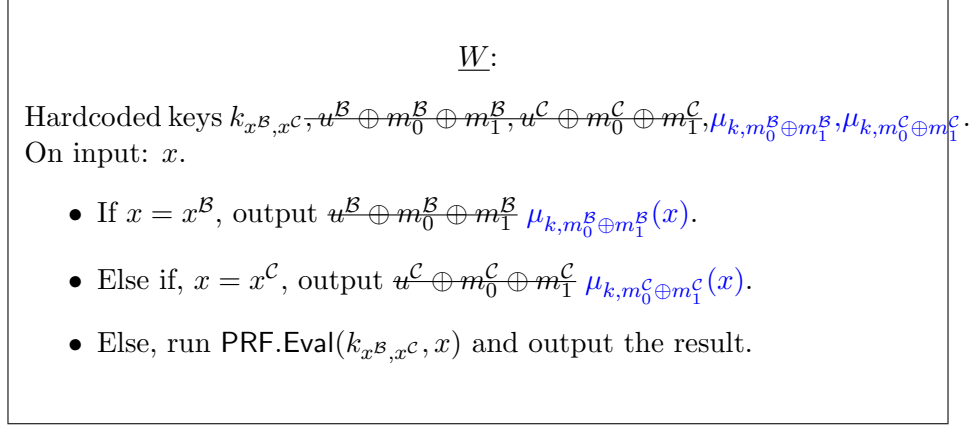 W:
Hardcoded keys k_{x^ℬ,x^𝒞}, u^ℬ ⊕ m_0^ℬ ⊕ m_1^ℬ, u^𝒞 ⊕ m_0^𝒞 ⊕ m_1^𝒞, μ_{k,m_0^ℬ⊕m_1^ℬ}, μ_{k,m_0^𝒞⊕m_1^𝒞}.
On input: x.
• If x = x^ℬ, output u^ℬ ⊕ m_0^ℬ ⊕ m_1^ℬ μ_{k,m_0^ℬ⊕m_1^ℬ}(x).
• Else if, x = x^𝒞, output u^𝒞 ⊕ m_0^𝒞 ⊕ m_1^𝒞 μ_{k,m_0^𝒞⊕m_1^𝒞}(x).
• Else, run PRF.Eval(k_{x^ℬ,x^𝒞}, x) and output the result.